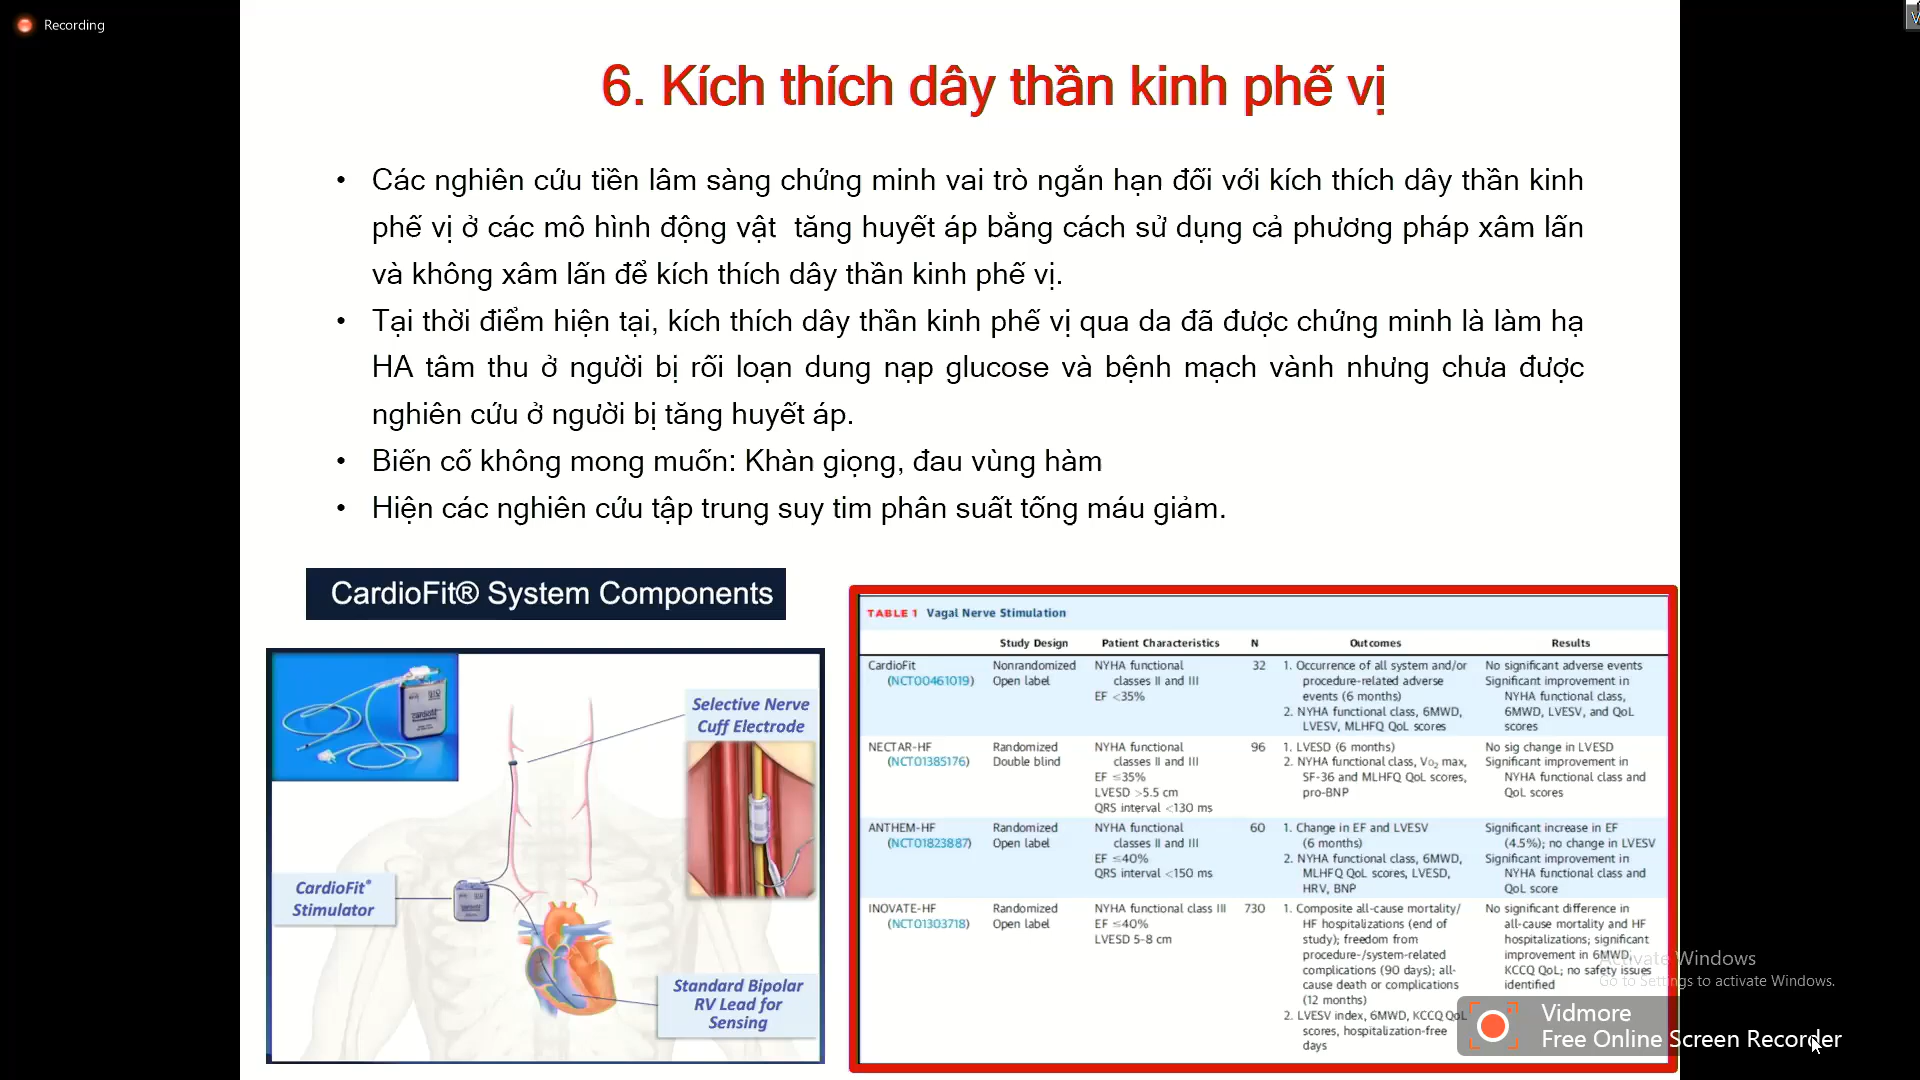 Recording
6. Kích thích dây thần kinh phế vị
• Các nghiên cứu tiền lâm sàng chứng minh vai trò ngắn hạn đối với kích thích dây thần kinh
phế vị ở các mô hình động vật  tăng huyết áp bằng cách sử dụng cả phương pháp xâm lấn
và không xâm lấn để kích thích dây thần kinh phế vị.
• Tại thời điểm hiện tại, kích thích dây thần kinh phế vị qua da đã được chứng minh là làm hạ
HA tâm thu ở người bị rối loạn dung nạp glucose và bệnh mạch vành nhưng chưa được
nghiên cứu ở người bị tăng huyết áp.
• Biến cố không mong muốn: Khàn giọng, đau vùng hàm
• Hiện các nghiên cứu tập trung suy tim phân suất tống máu giảm.
CardioFit® System Components
Selective Nerve
Cuff Electrode
CardioFit®
Stimulator
Standard Bipolar
RV Lead for
Sensing
TABLE 1 Vagal Nerve Stimulation
Study Design Patient Characteristics N Outcomes Results
CardioFit Nonrandomized NYHA functional 32 1. Occurrence of all system and/or No significant adverse events
(NCT00461019) Open label classes II and III procedure-related adverse Significant improvement in
EF <35% events (6 months) NYHA functional class,
2. NYHA functional class, 6MWD, 6MWD, LVESV, and QoL
LVESV, MLHFQ QoL scores scores
NECTAR-HF Randomized NYHA functional 96 1. LVESD (6 months) No sig change in LVESD
(NCT01385176) Double blind classes II and III 2. NYHA functional class, Vo₂ max, Significant improvement in
EF ≤35% SF-36 and MLHFQ QoL scores, NYHA functional class and
LVESD >5.5 cm pro-BNP QoL scores
QRS interval <130 ms
ANTHEM-HF Randomized NYHA functional 60 1. Change in EF and LVESV Significant increase in EF
(NCT01823887) Open label classes II and III (6 months) (4.5%); no change in LVESV
EF ≤40% 2. NYHA functional class, 6MWD, Significant improvement in
QRS interval <150 ms MLHFQ QoL scores, LVESD, NYHA functional class and
HRV, BNP QoL score
INOVATE-HF Randomized NYHA functional class III 730 1. Composite all-cause mortality/ No significant difference in
(NCT01303718) Open label EF ≤40% HF hospitalizations (end of all-cause mortality and HF
LVESD 5-8 cm study); freedom from hospitalizations; significant
procedure-/system-related improvement in 6MWD,
complications (90 days); all- KCCQ QoL; no safety issues
cause death or complications identified
(12 months)
2. LVESV index, 6MWD, KCCQ QoL
scores, hospitalization-free
days
Activate Windows
Go to Settings to activate Windows.
Vidmore
Free Online Screen Recorder